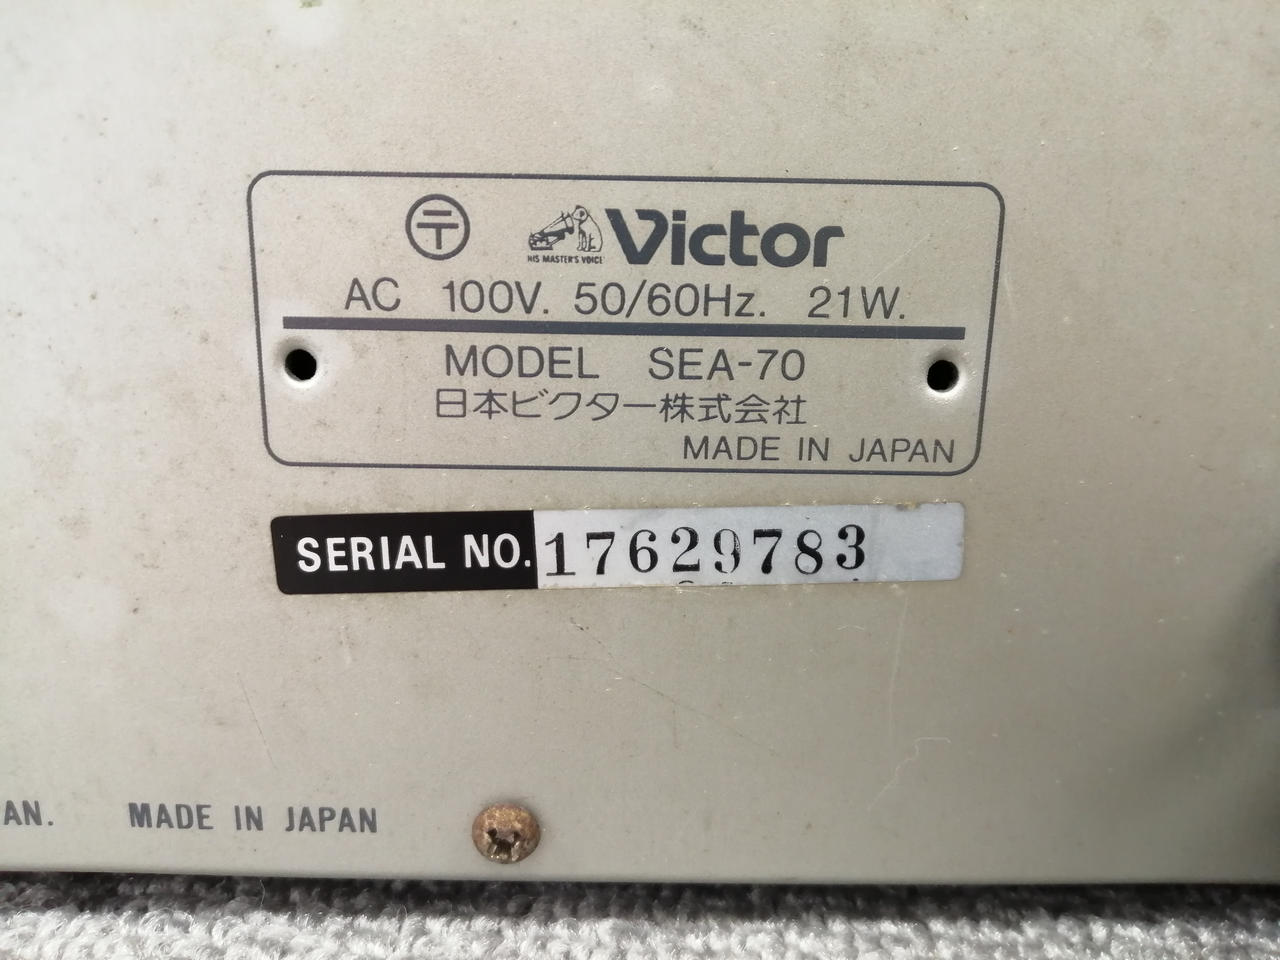 〒 HIS MASTER'S VOICE Victor
AC 100V. 50/60Hz. 21W.
MODEL SEA-70
日本ビクター株式会社
MADE IN JAPAN
SERIAL NO. 17629783
AN. MADE IN JAPAN